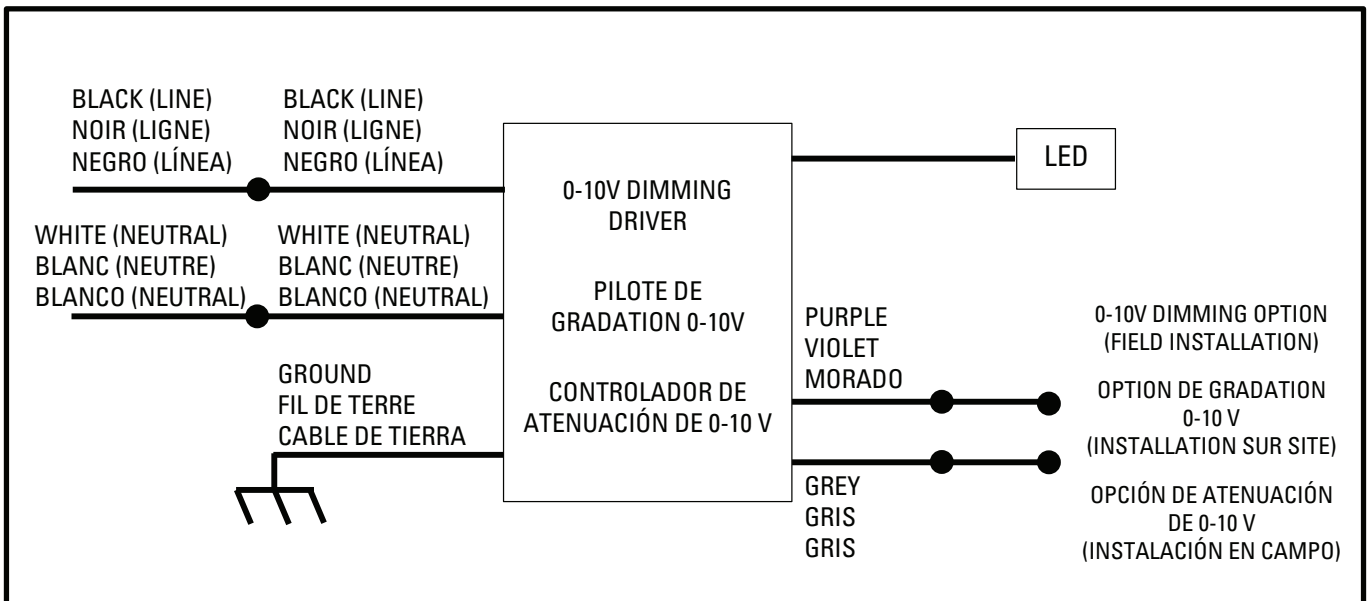 BLACK (LINE)
NOIR (LIGNE)
NEGRO (LÍNEA)
BLACK (LINE)
NOIR (LIGNE)
NEGRO (LÍNEA)
WHITE (NEUTRAL)
BLANC (NEUTRE)
BLANCO (NEUTRAL)
WHITE (NEUTRAL)
BLANC (NEUTRE)
BLANCO (NEUTRAL)
GROUND
FIL DE TERRE
CABLE DE TIERRA
0-10V DIMMING
DRIVER
PILOTE DE
GRADATION 0-10V
CONTROLADOR DE
ATENUACIÓN DE 0-10 V
LED
PURPLE
VIOLET
MORADO
GREY
GRIS
GRIS
0-10V DIMMING OPTION
(FIELD INSTALLATION)
OPTION DE GRADATION
0-10 V
(INSTALLATION SUR SITE)
OPCIÓN DE ATENUACIÓN
DE 0-10 V
(INSTALACIÓN EN CAMPO)